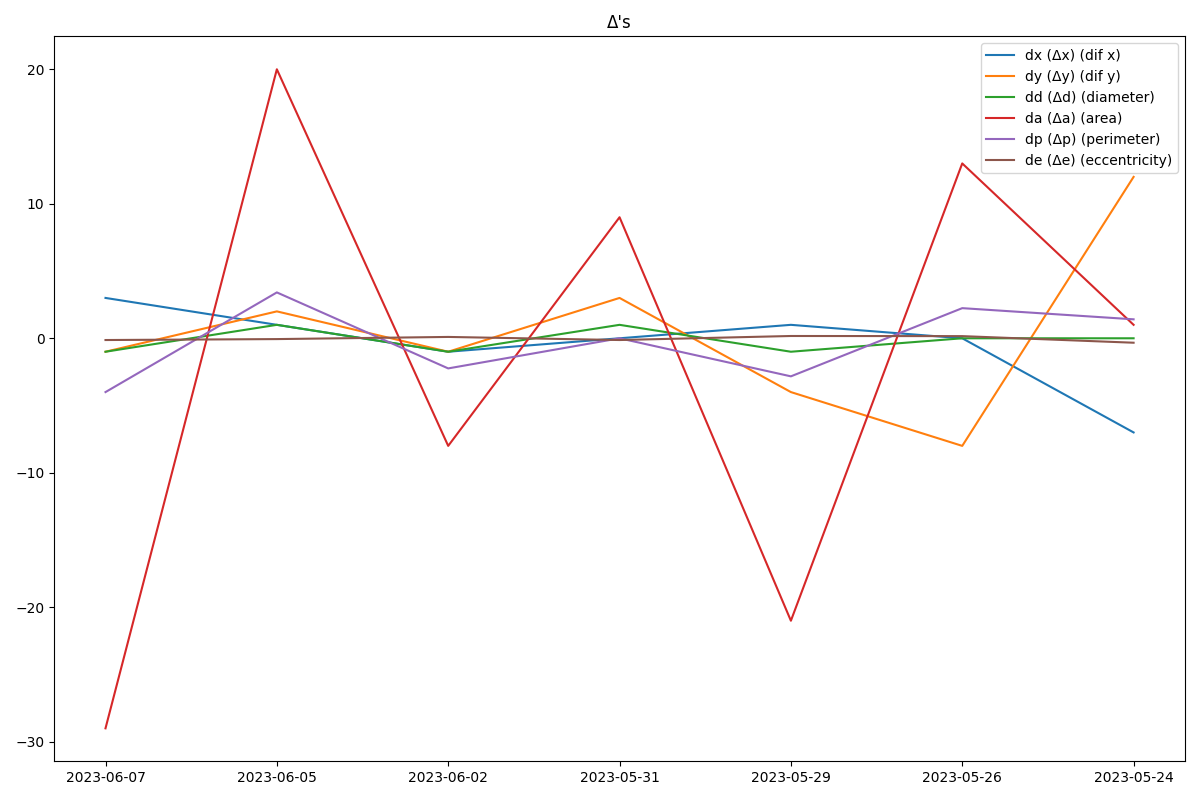 Δ's
dx (Δx) (dif x)
dy (Δy) (dif y)
dd (Δd) (diameter)
da (Δa) (area)
dp (Δp) (perimeter)
de (Δe) (eccentricity)
20
10
0
−10
−20
−30
2023-06-07 2023-06-05 2023-06-02 2023-05-31 2023-05-29 2023-05-26 2023-05-24